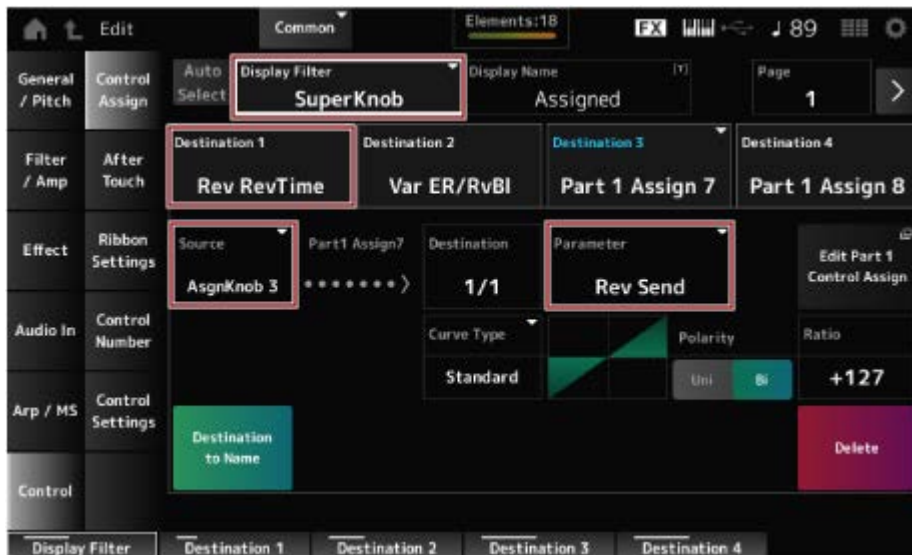 Edit
Common
Elements:18
FX
♩ 89
General
/ Pitch
Control
Assign
Auto
Select
Display Filter
SuperKnob
Display Name
[T]
Assigned
Page
1
>
Filter
/ Amp
After
Touch
Destination 1
Rev RevTime
Destination 2
Var ER/RvBl
Destination 3
Part 1 Assign 7
Destination 4
Part 1 Assign 8
Effect
Ribbon
Settings
Source
AsgnKnob 3
Part1 Assign7
Destination
1/1
Parameter
Rev Send
Edit Part 1
Control Assign
Audio In
Control
Number
Curve Type
Standard
Polarity
Uni
Bi
Ratio
+127
Arp / MS
Control
Settings
Destination
to Name
Delete
Control
Display Filter
Destination 1
Destination 2
Destination 3
Destination 4